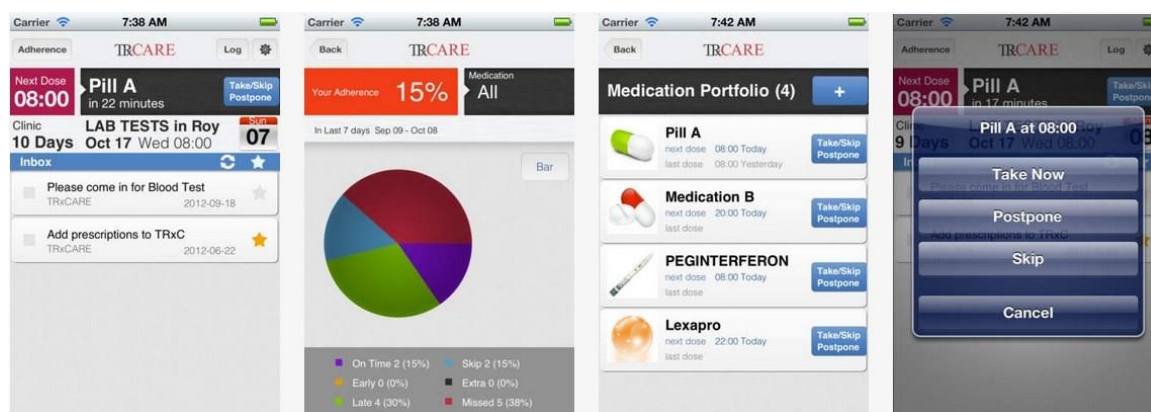 Carrier 7:38 AM
Adherence TRCARE Log
Next Dose
08:00
Pill A
in 22 minutes
Take/Skip
Postpone
Clinic
10 Days
LAB TESTS in Roy
Oct 17 Wed 08:00
Sun
07
Inbox
Please come in for Blood Test
TRxCARE 2012-09-18
Add prescriptions to TRxC
TRxCARE 2012-06-22
Carrier 7:38 AM
Back TRCARE
Your Adherence 15%
Medication
All
In Last 7 days Sep 09 - Oct 08
Bar
On Time 2 (15%) Skip 2 (15%)
Early 0 (0%) Extra 0 (0%)
Late 4 (30%) Missed 5 (38%)
Carrier 7:42 AM
Back TRCARE
Medication Portfolio (4) +
Pill A
next dose 08:00 Today
last dose 08:00 Yesterday
Take/Skip
Postpone
Medication B
next dose 20:00 Today
last dose
Take/Skip
Postpone
PEGINTERFERON
next dose 08:00 Today
last dose
Take/Skip
Postpone
Lexapro
next dose 22:00 Today
last dose
Take/Skip
Postpone
Carrier 7:42 AM
Adherence TRCARE Log
Next Dose
08:00
Pill A
in 17 minutes
Pill A at 08:00
9 Days
Take Now
Please come in for Blood Test
Postpone
Add prescriptions to TRxC
Skip
Cancel